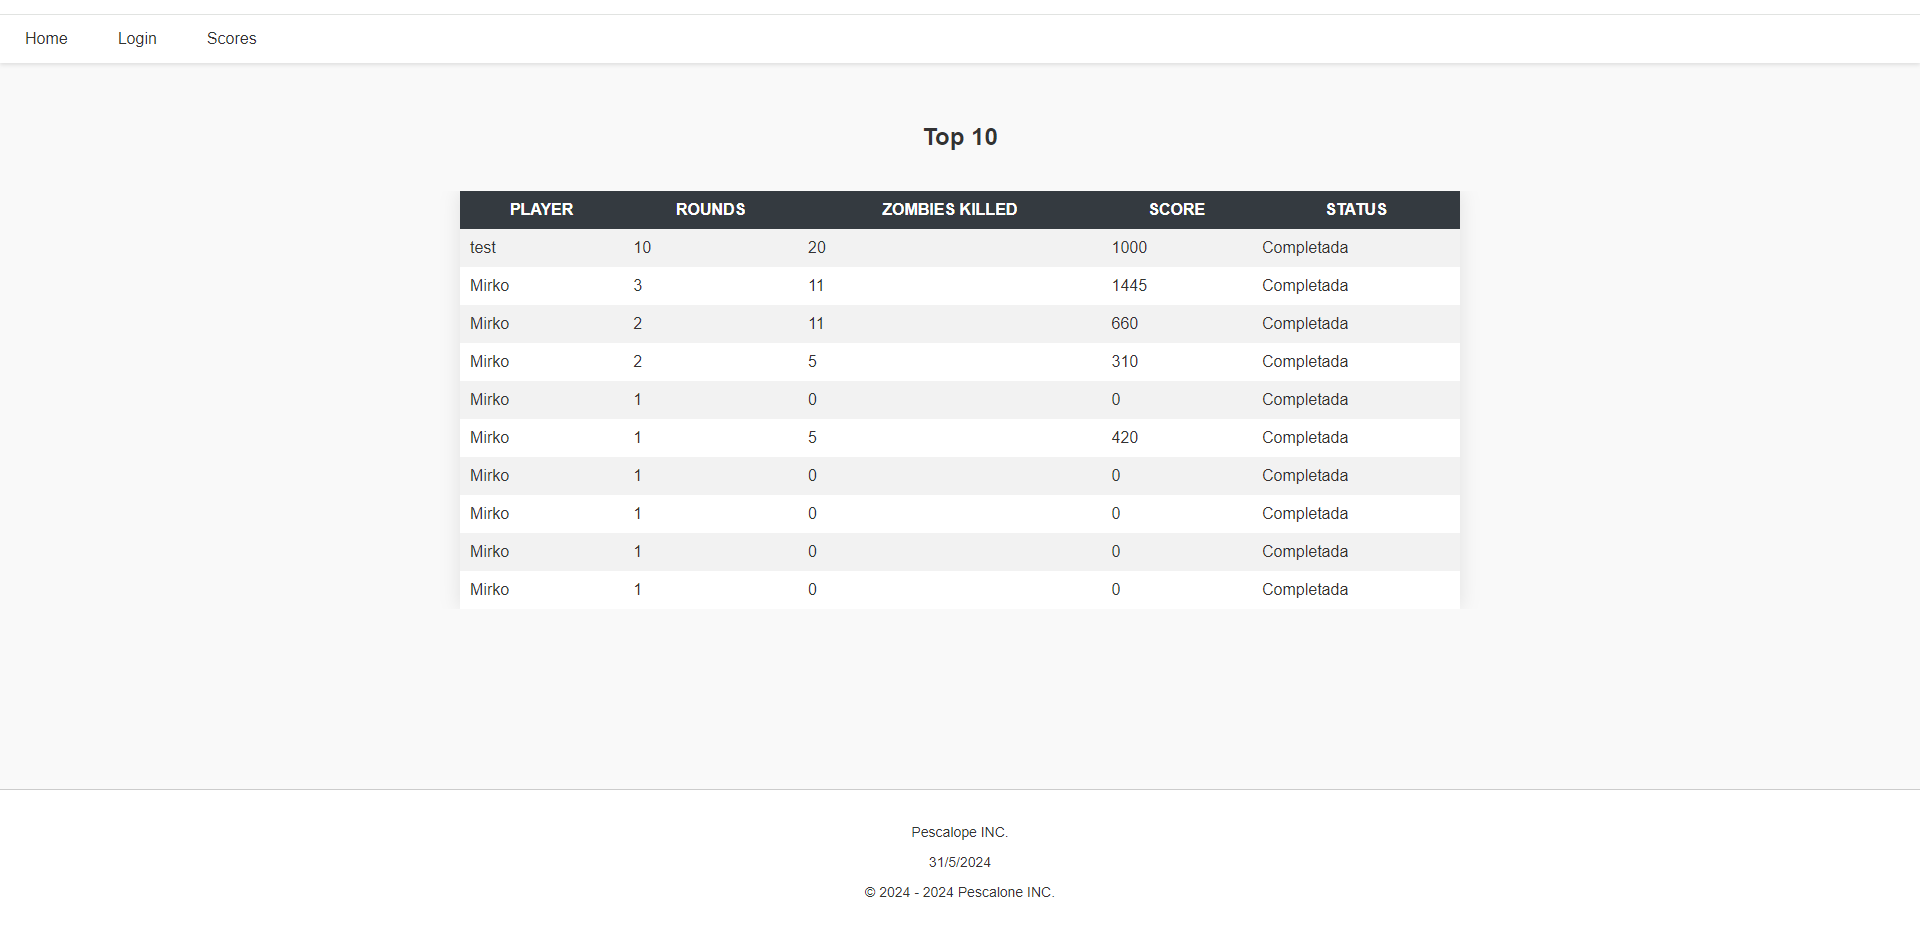 Home Login Scores
Top 10
PLAYER ROUNDS ZOMBIES KILLED SCORE STATUS
test 10 20 1000 Completada
Mirko 3 11 1445 Completada
Mirko 2 11 660 Completada
Mirko 2 5 310 Completada
Mirko 1 0 0 Completada
Mirko 1 5 420 Completada
Mirko 1 0 0 Completada
Mirko 1 0 0 Completada
Mirko 1 0 0 Completada
Mirko 1 0 0 Completada
Pescalope INC.
31/5/2024
© 2024 - 2024 Pescalone INC.